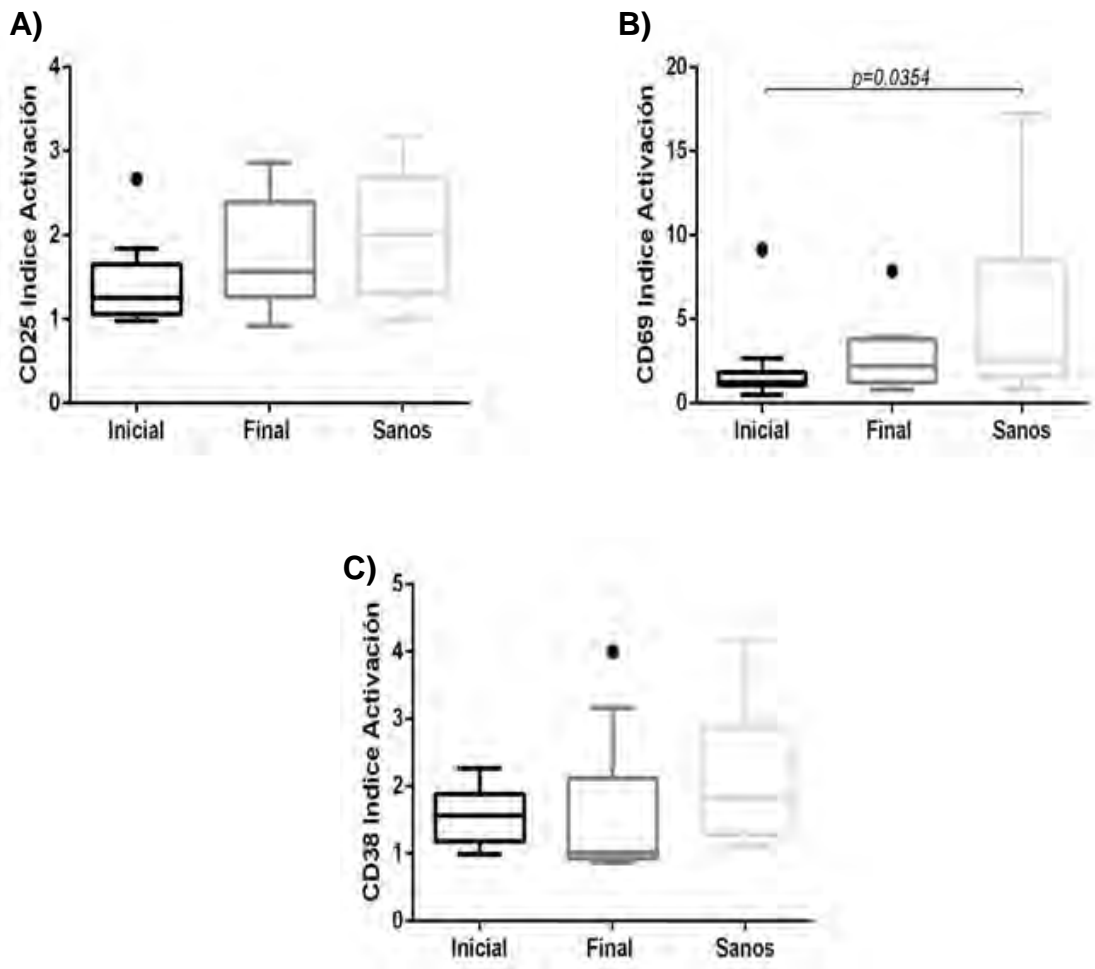 A)
CD25 Indice Activación
4
3
2
1
0
Inicial Final Sanos
B)
CD69 Indice Activación
20
15
10
5
0
p=0.0354
Inicial Final Sanos
C)
CD38 Indice Activación
5
4
3
2
1
0
Inicial Final Sanos